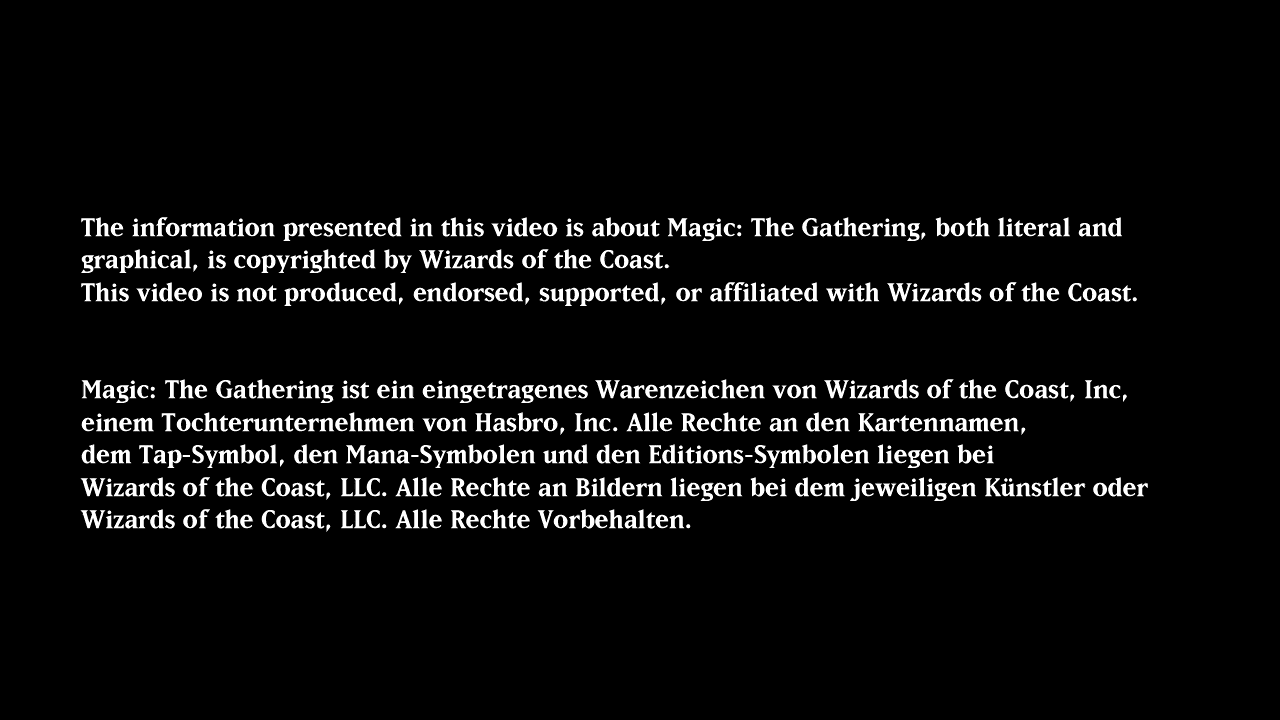 The information presented in this video is about Magic: The Gathering, both literal and
graphical, is copyrighted by Wizards of the Coast.
This video is not produced, endorsed, supported, or affiliated with Wizards of the Coast.
Magic: The Gathering ist ein eingetragenes Warenzeichen von Wizards of the Coast, Inc,
einem Tochterunternehmen von Hasbro, Inc. Alle Rechte an den Kartennamen,
dem Tap-Symbol, den Mana-Symbolen und den Editions-Symbolen liegen bei
Wizards of the Coast, LLC. Alle Rechte an Bildern liegen bei dem jeweiligen Künstler oder
Wizards of the Coast, LLC. Alle Rechte Vorbehalten.